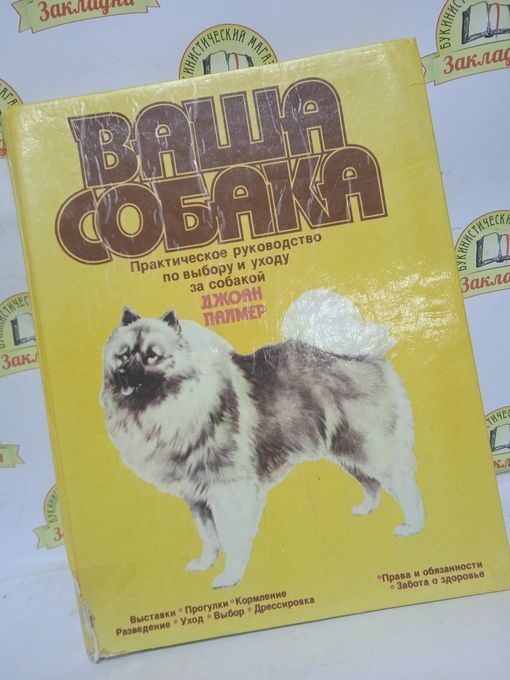 ВАША
СОБАКА
Практическое руководство
по выбору и уходу
за собакой
ДЖОАН
ПАЛМЕР
Выставки • Прогулки • Кормление
Разведение • Уход • Выбор • Дрессировка
• Права и обязанности
• Забота о здоровье
БУКИНИСТИЧЕСКИЙ МАГАЗИН
Закладка